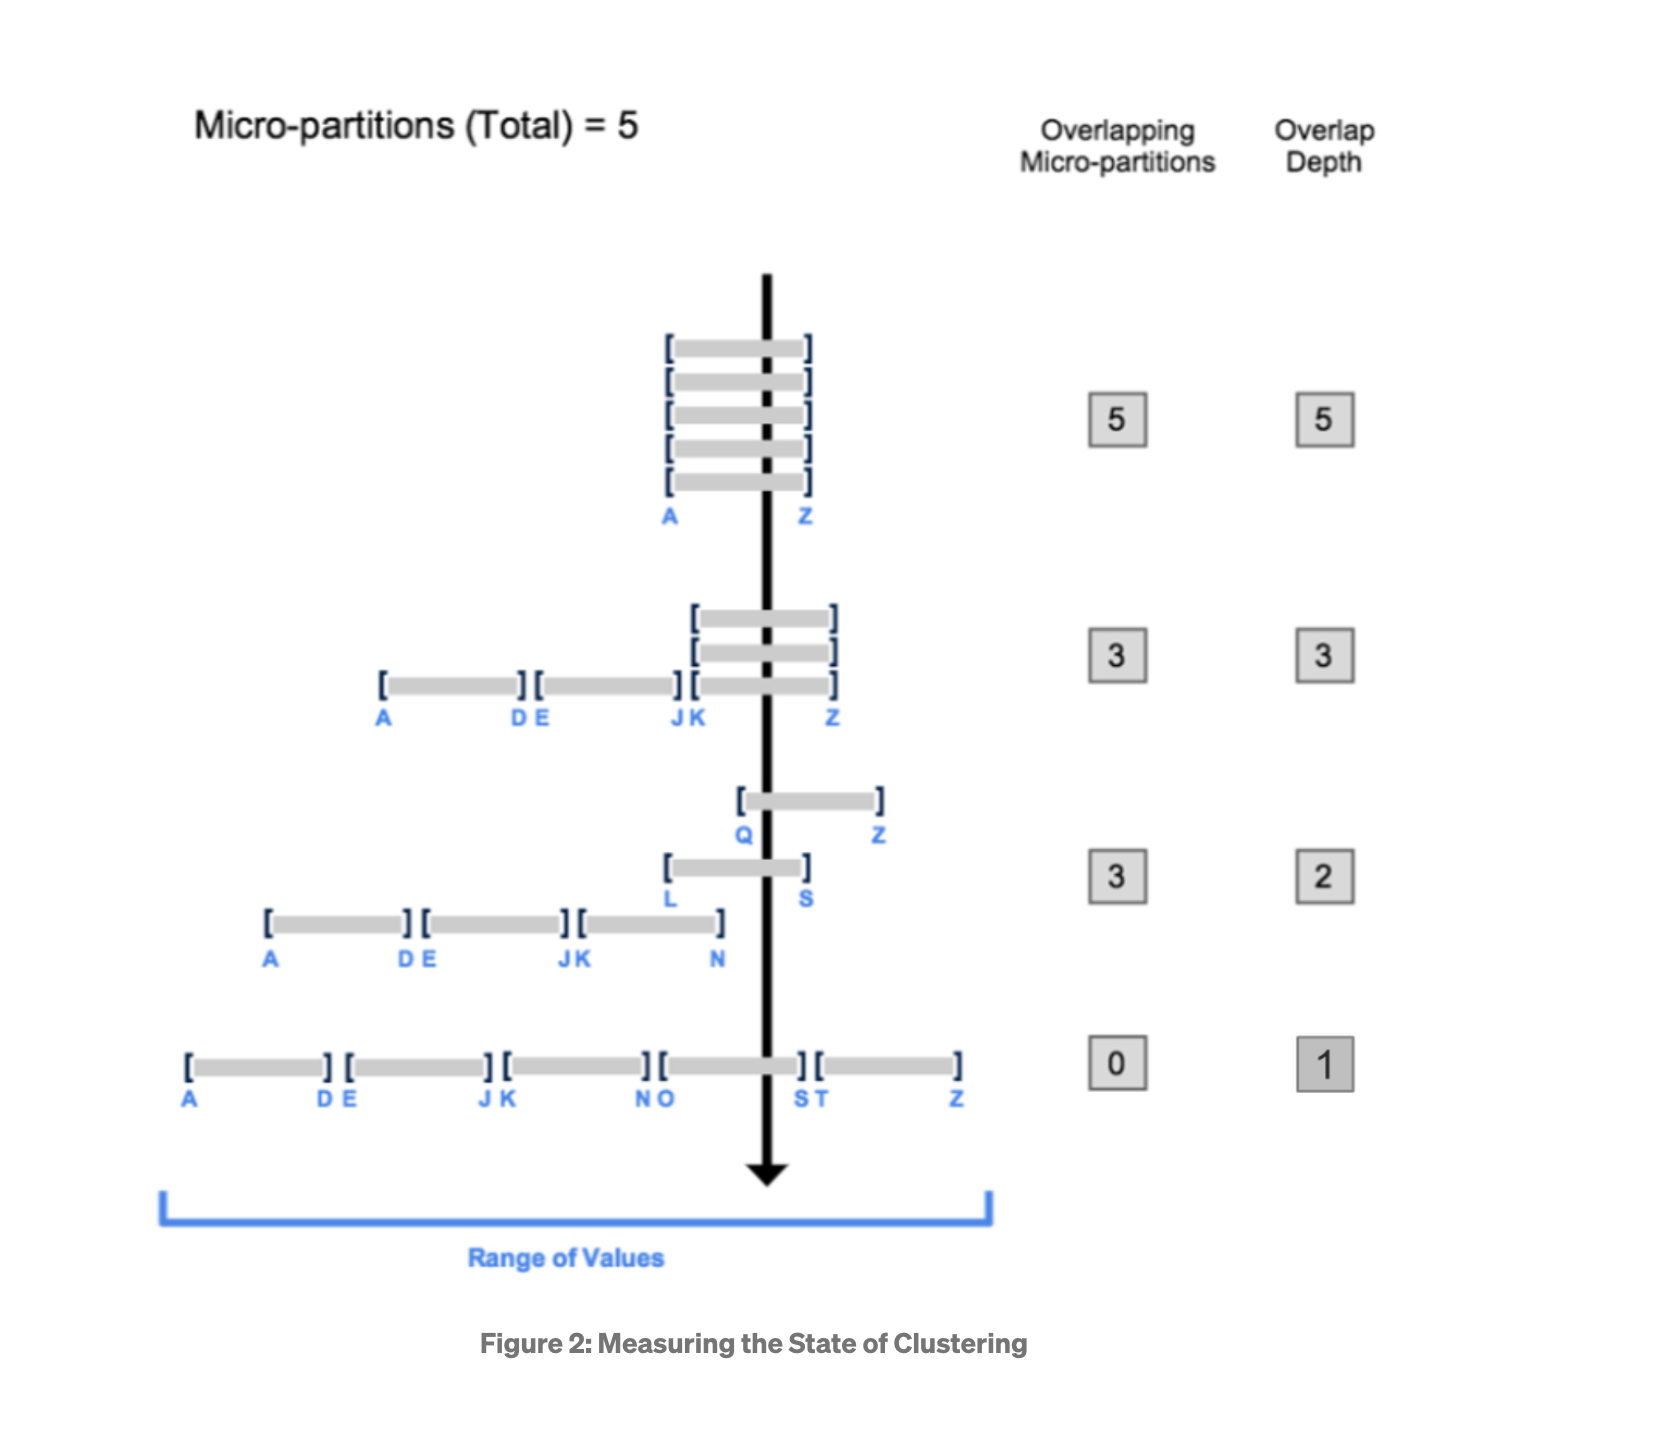 Micro-partitions (Total) = 5
Overlapping
Micro-partitions
Overlap
Depth
A Z
5 5
A D E J K Z
3 3
Q Z
L S
3 2
A D E J K N
A D E J K N O S T Z
0 1
Range of Values
Figure 2: Measuring the State of Clustering